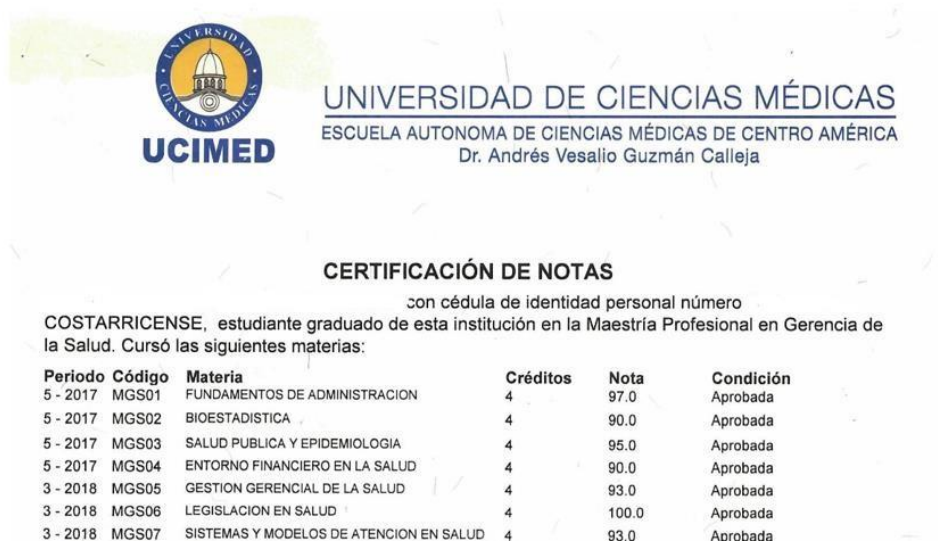 UNIVERSIDAD
CIENCIAS MEDICAS
UCIMED
UNIVERSIDAD DE CIENCIAS MÉDICAS
ESCUELA AUTONOMA DE CIENCIAS MÉDICAS DE CENTRO AMÉRICA
Dr. Andrés Vesalio Guzmán Calleja
CERTIFICACIÓN DE NOTAS
con cédula de identidad personal número
COSTARRICENSE, estudiante graduado de esta institución en la Maestría Profesional en Gerencia de
la Salud. Cursó las siguientes materias:
Periodo Código Materia Créditos Nota Condición
5 - 2017 MGS01 FUNDAMENTOS DE ADMINISTRACION 4 97.0 Aprobada
5 - 2017 MGS02 BIOESTADISTICA 4 90.0 Aprobada
5 - 2017 MGS03 SALUD PUBLICA Y EPIDEMIOLOGIA 4 95.0 Aprobada
5 - 2017 MGS04 ENTORNO FINANCIERO EN LA SALUD 4 90.0 Aprobada
3 - 2018 MGS05 GESTION GERENCIAL DE LA SALUD 4 93.0 Aprobada
3 - 2018 MGS06 LEGISLACION EN SALUD 4 100.0 Aprobada
3 - 2018 MGS07 SISTEMAS Y MODELOS DE ATENCION EN SALUD 4 93.0 Aprobada